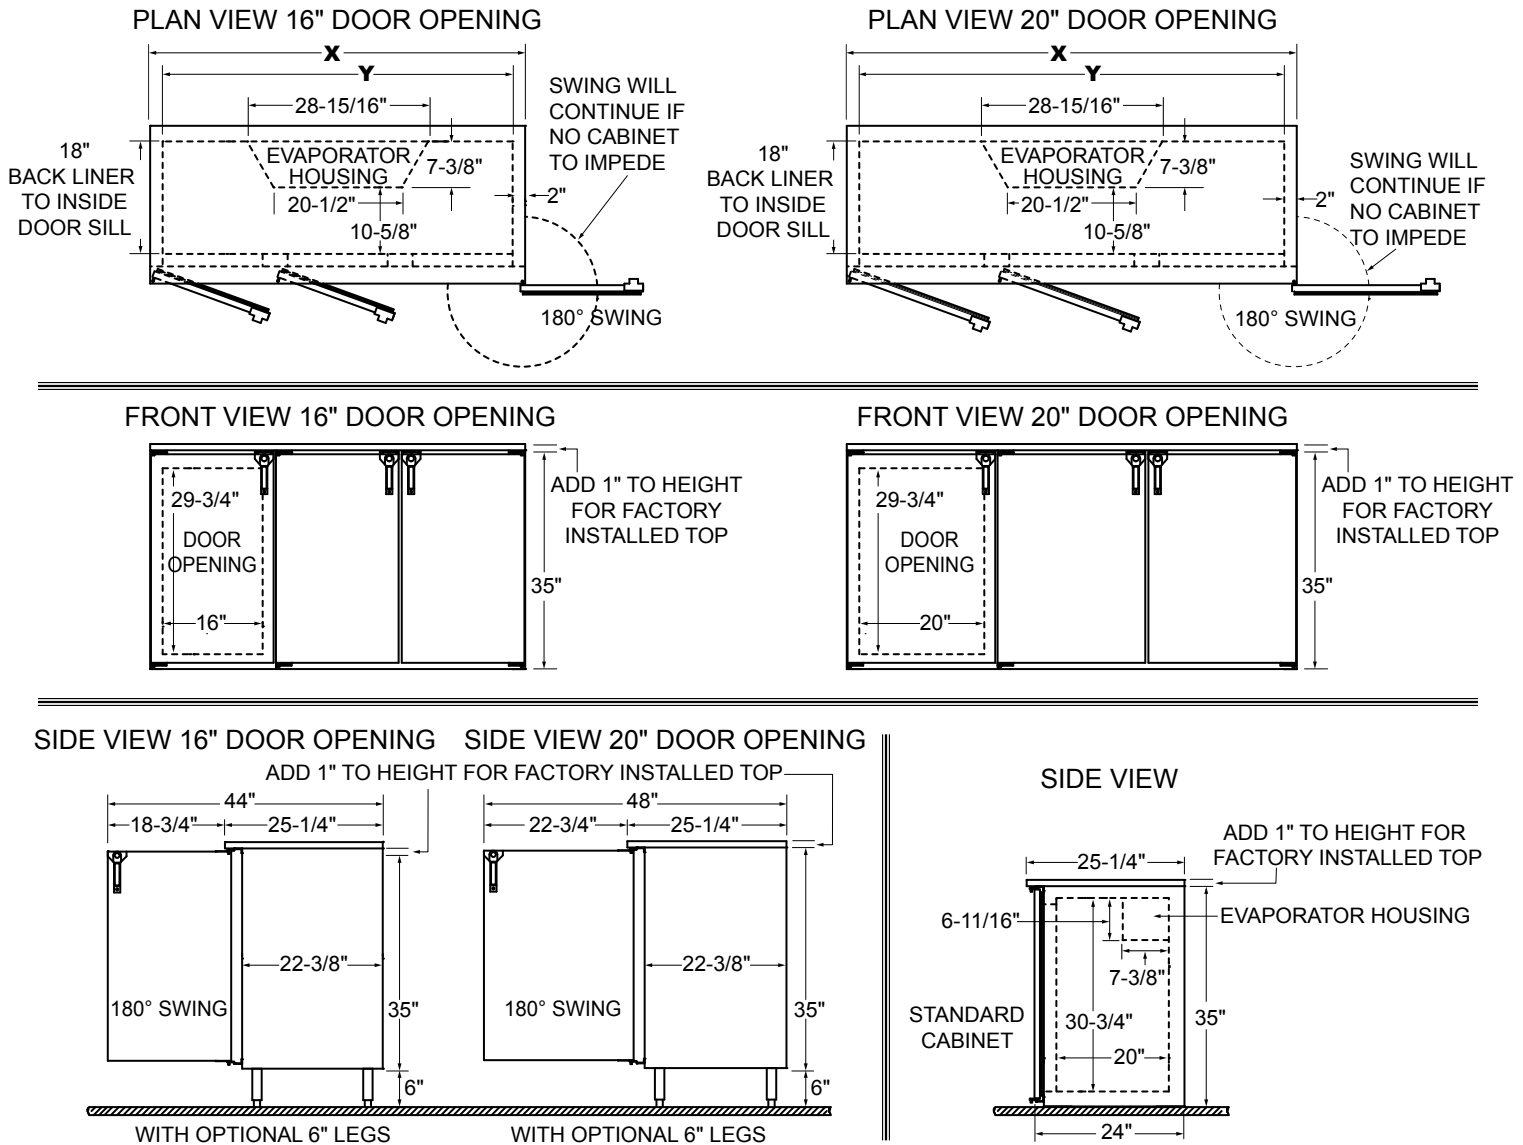 PLAN VIEW 16" DOOR OPENING
X
Y
28-15/16"
SWING WILL
CONTINUE IF
NO CABINET
TO IMPEDE
18"
BACK LINER
TO INSIDE
DOOR SILL
EVAPORATOR
HOUSING
7-3/8"
20-1/2"
2"
10-5/8"
180° SWING
PLAN VIEW 20" DOOR OPENING
X
Y
28-15/16"
18"
BACK LINER
TO INSIDE
DOOR SILL
EVAPORATOR
HOUSING
7-3/8"
SWING WILL
CONTINUE IF
NO CABINET
TO IMPEDE
20-1/2"
2"
10-5/8"
180° SWING
FRONT VIEW 16" DOOR OPENING
29-3/4"
DOOR
OPENING
16"
ADD 1" TO HEIGHT
FOR FACTORY
INSTALLED TOP
35"
FRONT VIEW 20" DOOR OPENING
29-3/4"
DOOR
OPENING
20"
ADD 1" TO HEIGHT
FOR FACTORY
INSTALLED TOP
35"
SIDE VIEW 16" DOOR OPENING
SIDE VIEW 20" DOOR OPENING
ADD 1" TO HEIGHT FOR FACTORY INSTALLED TOP
44"
18-3/4"
25-1/4"
22-3/8"
180° SWING
35"
6"
WITH OPTIONAL 6" LEGS
48"
22-3/4"
25-1/4"
22-3/8"
180° SWING
35"
6"
WITH OPTIONAL 6" LEGS
SIDE VIEW
ADD 1" TO HEIGHT FOR
FACTORY INSTALLED TOP
25-1/4"
6-11/16"
EVAPORATOR HOUSING
7-3/8"
STANDARD
CABINET
30-3/4"
35"
20"
24"